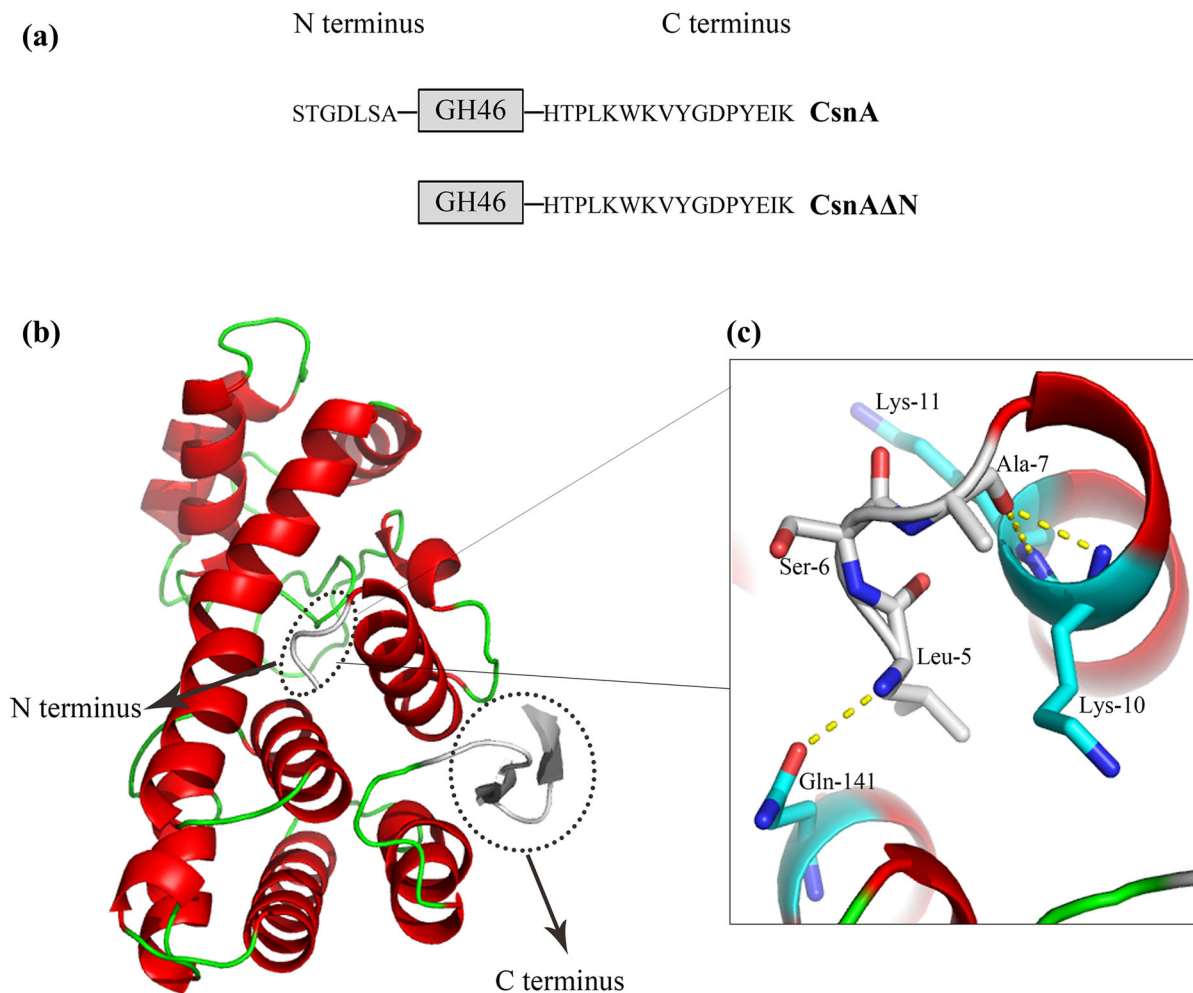 (a)
N terminus C terminus
STGDLSA GH46 HTPLKWKVYGDPYEIK CsnA
GH46 HTPLKWKVYGDPYEIK CsnAΔN
(b)
N terminus
C terminus
(c)
Lys-11
Ala-7
Ser-6
Leu-5
Lys-10
Gln-141